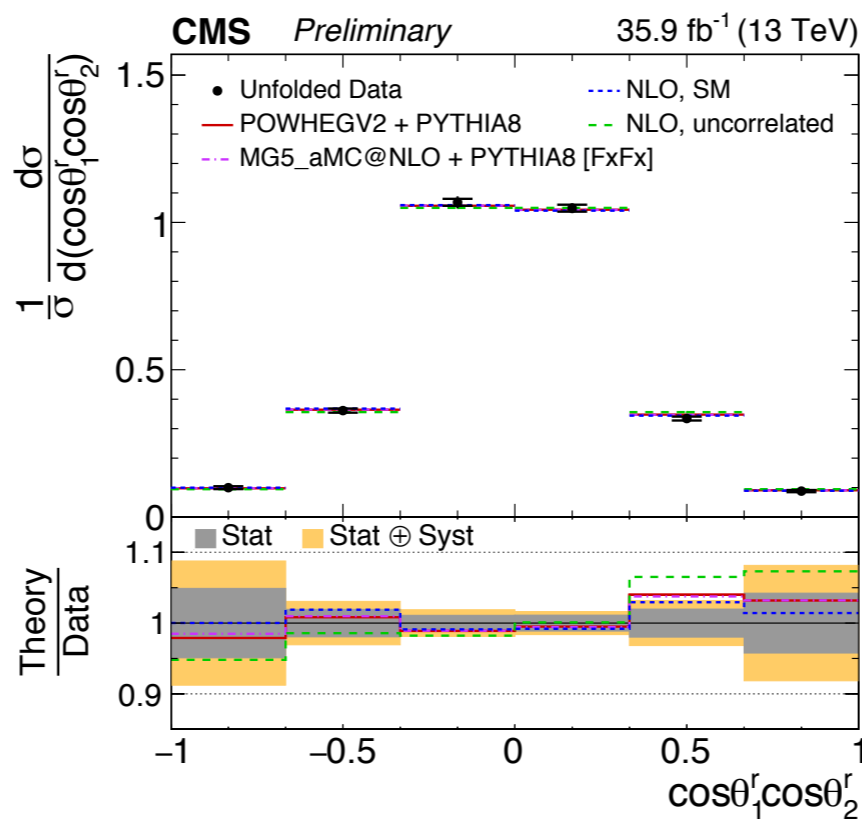 CMS Preliminary 35.9 fb⁻¹ (13 TeV)
1/σ dσ/d(cosθ₁ʳcosθ₂ʳ)
1.5
1
0.5
0
Unfolded Data
POWHEGV2 + PYTHIA8
MG5_aMC@NLO + PYTHIA8 [FxFx]
NLO, SM
NLO, uncorrelated
Stat
Stat ⊕ Syst
Theory
Data
1.1
1
0.9
−1 −0.5 0 0.5 1
cosθ₁ʳcosθ₂ʳ